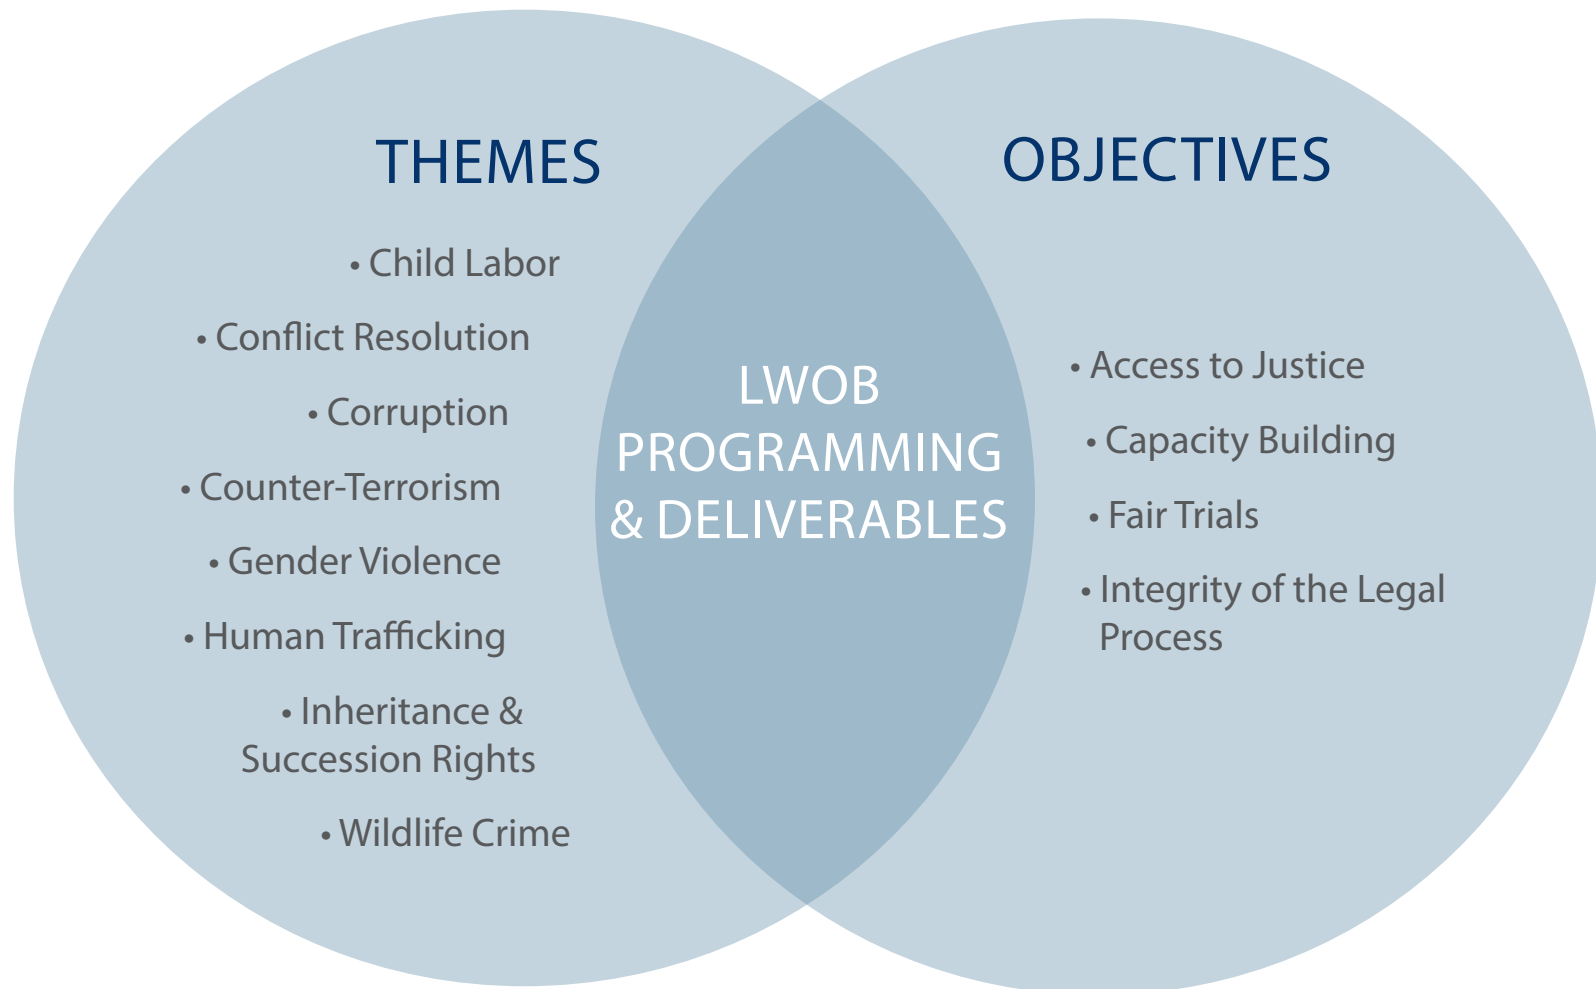 THEMES
• Child Labor
• Conflict Resolution
• Corruption
• Counter-Terrorism
• Gender Violence
• Human Trafficking
• Inheritance &
Succession Rights
• Wildlife Crime
LWOB
PROGRAMMING
& DELIVERABLES
OBJECTIVES
• Access to Justice
• Capacity Building
• Fair Trials
• Integrity of the Legal
Process